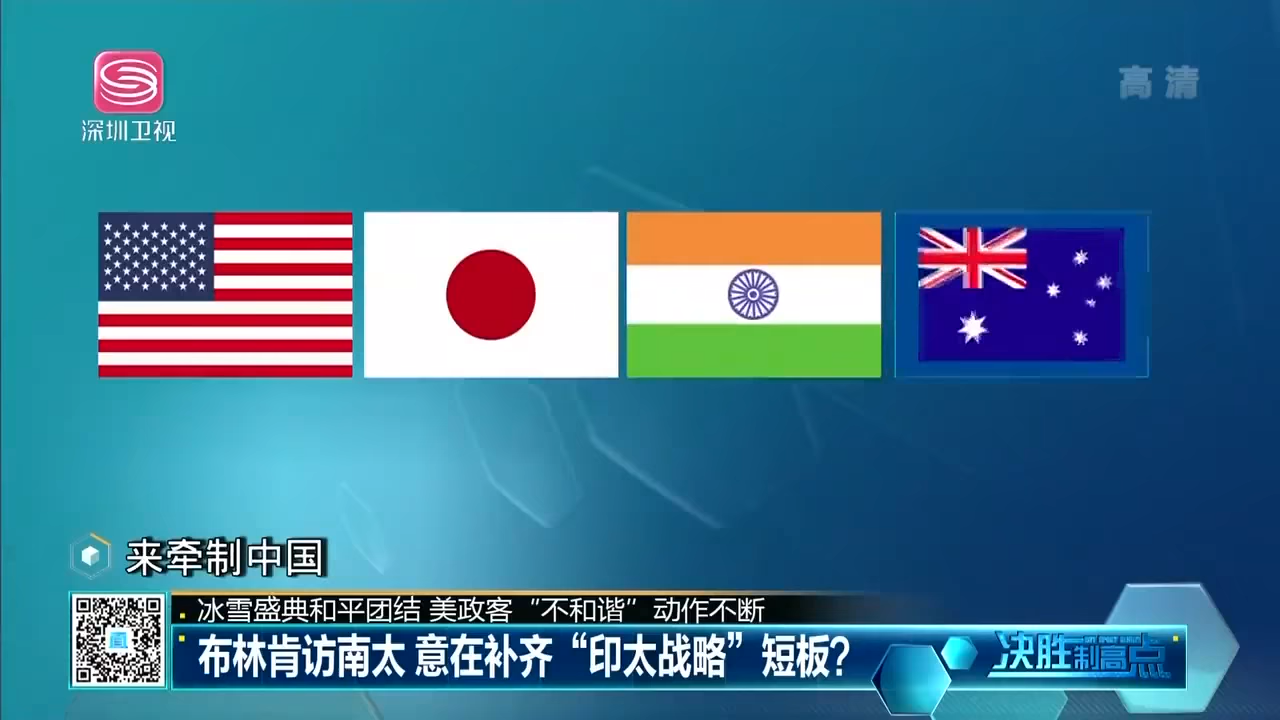 深圳卫视
高清
来牵制中国
冰雪盛典和平团结 美政客“不和谐”动作不断
布林肯访南太 意在补齐“印太战略”短板?
决胜制高点
直